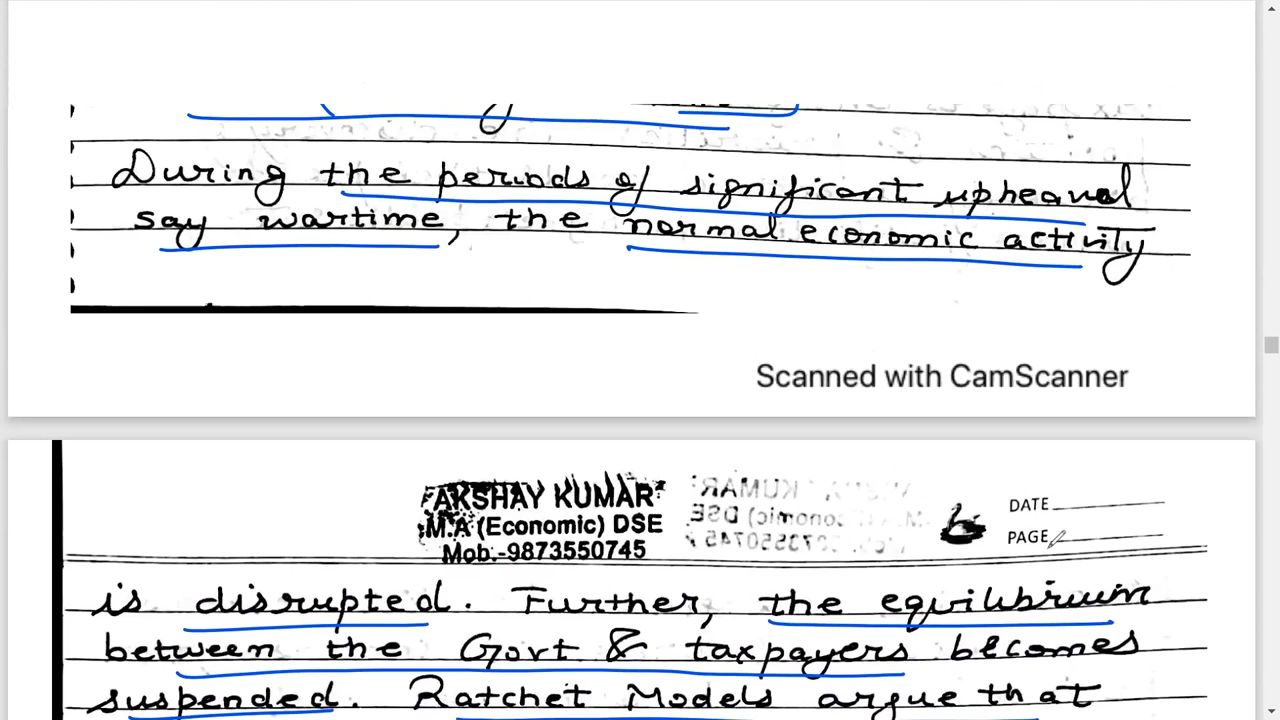 During the periods of significant upheaval
say wartime, the normal economic activity
Scanned with CamScanner
AKSHAY KUMAR
M.A (Economic) DSE
Mob.-9873550745
6
DATE
PAGE
is disrupted. Further, the equilibrium
between the Govt & taxpayers becomes
suspended. Ratchet Models argue that